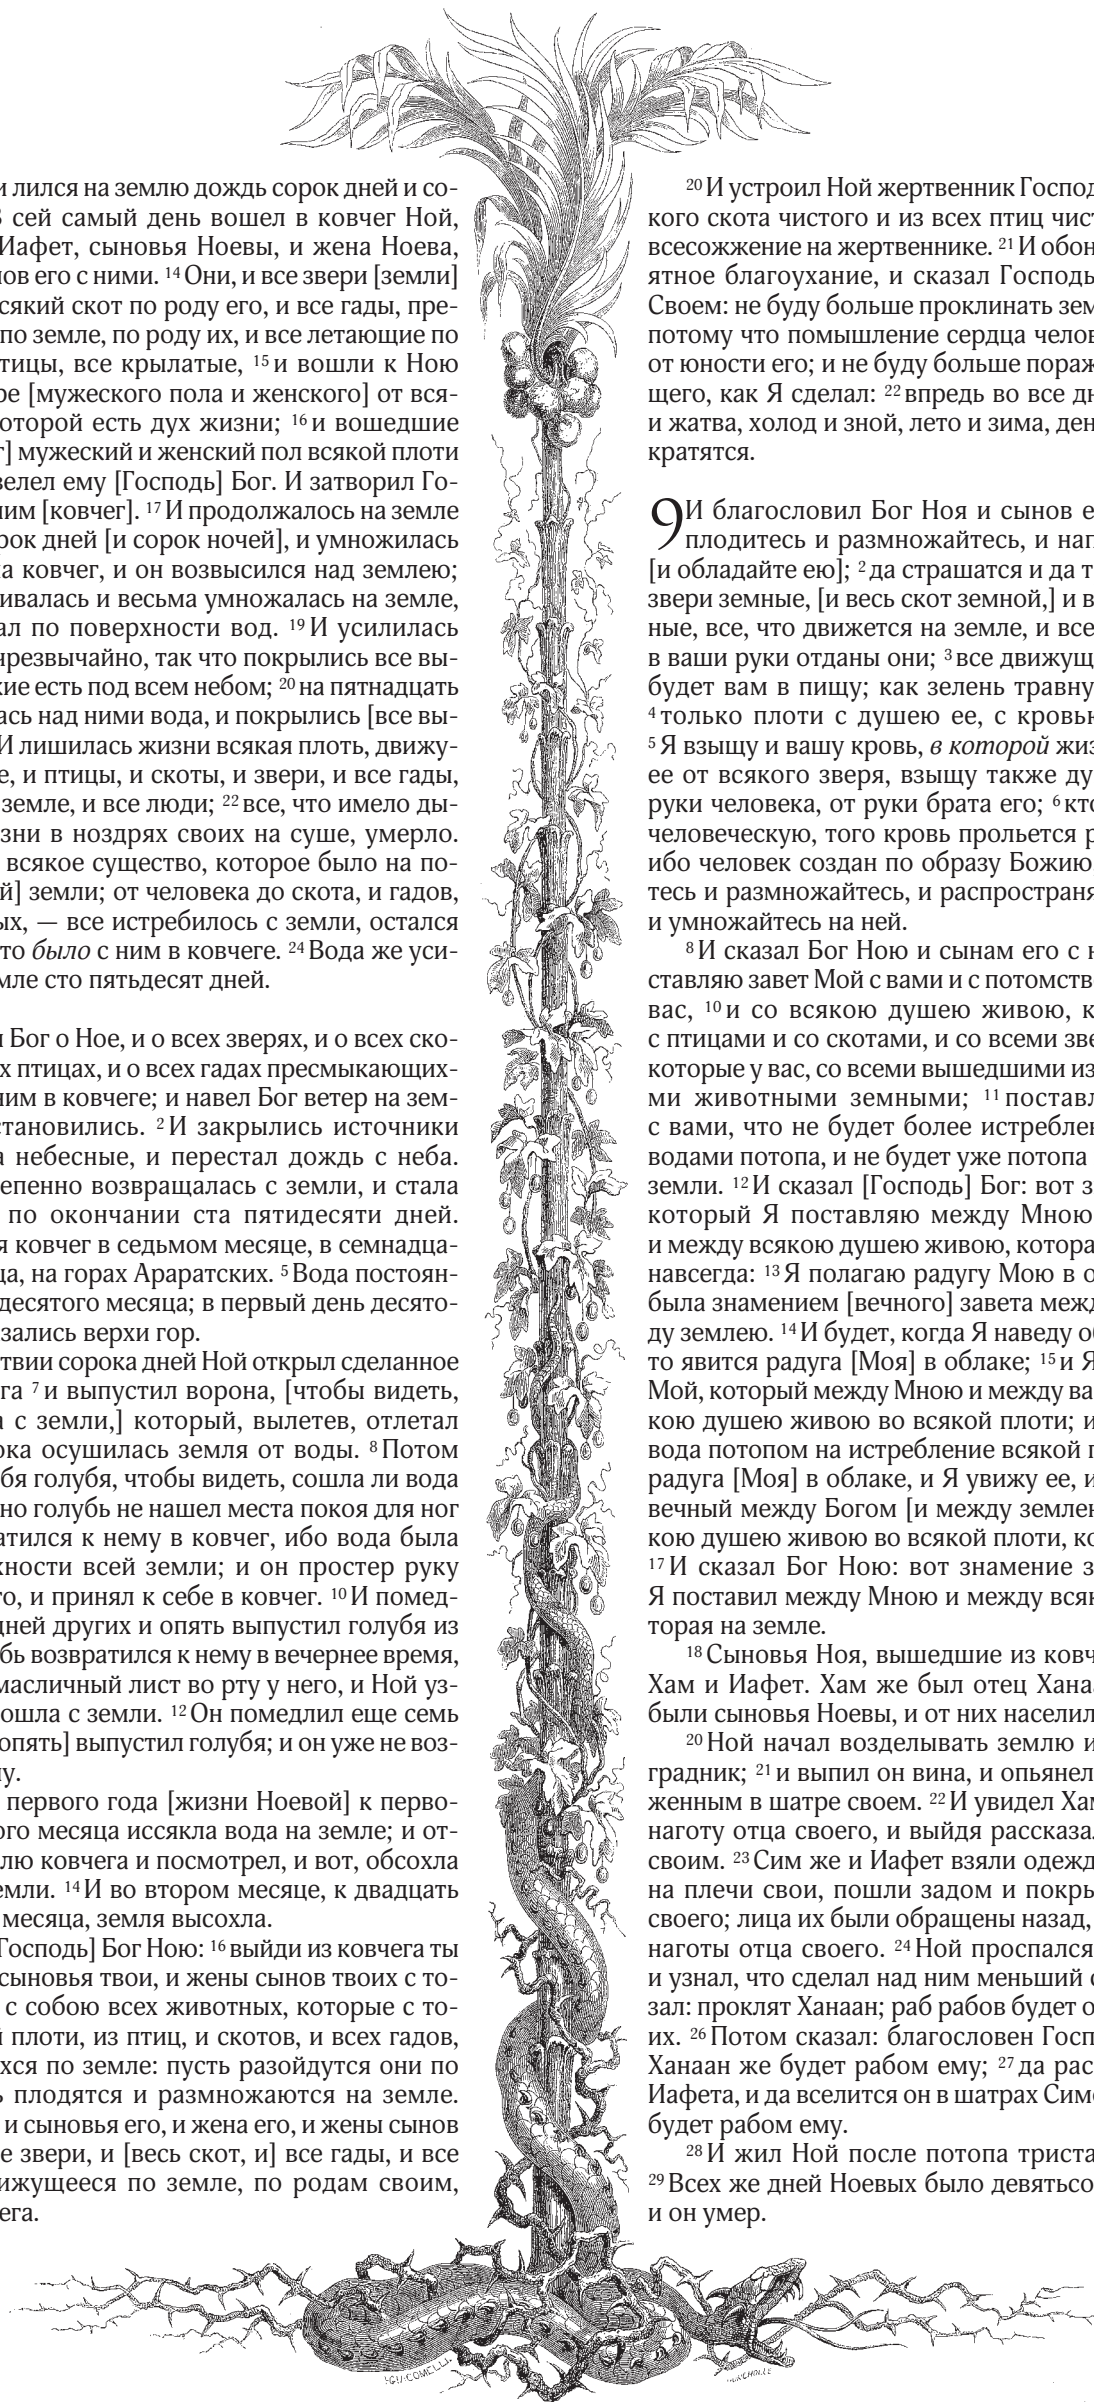 и лился на землю дождь сорок дней и со-
сей самый день вошел в ковчег Ной,
Иафет, сыновья Ноевы, и жена Ноева,
нов его с ними. 14 Они, и все звери [земли]
сякий скот по роду его, и все гады, пре-
по земле, по роду их, и все летающие по
тицы, все крылатые, 15 и вошли к Ною
ре [мужеского пола и женского] от вся-
оторой есть дух жизни; 16 и вошедшие
] мужеский и женский пол всякой плоти
велел ему [Господь] Бог. И затворил Го-
ним [ковчег]. 17 И продолжалось на земле
рок дней [и сорок ночей], и умножилась
а ковчег, и он возвысился над землею;
ивалась и весьма умножалась на земле,
ал по поверхности вод. 19 И усилилась
чрезвычайно, так что покрылись все вы-
кие есть под всем небом; 20 на пятнадцать
ась над ними вода, и покрылись [все вы-
И лишилась жизни всякая плоть, движу-
е, и птицы, и скоты, и звери, и все гады,
земле, и все люди; 22 все, что имело ды-
зни в ноздрях своих на суше, умерло.
всякое существо, которое было на по-
й] земли; от человека до скота, и гадов,
ых, — все истребилось с земли, остался
то было с ним в ковчеге. 24 Вода же уси-
мле сто пятьдесят дней.
Бог о Ное, и о всех зверях, и о всех ско-
х птицах, и о всех гадах пресмыкающих-
ним в ковчеге; и навел Бог ветер на зем-
становились. 2 И закрылись источники
а небесные, и перестал дождь с неба.
епенно возвращалась с земли, и стала
по окончании ста пятидесяти дней.
я ковчег в седьмом месяце, в семнадца-
ца, на горах Араратских. 5 Вода постоян-
десятого месяца; в первый день десято-
зались верхи гор.
ствии сорока дней Ной открыл сделанное
га 7 и выпустил ворона, [чтобы видеть,
а с земли,] который, вылетев, отлетал
ока осушилась земля от воды. 8 Потом
бя голубя, чтобы видеть, сошла ли вода
но голубь не нашел места покоя для ног
атился к нему в ковчег, ибо вода была
хности всей земли; и он простер руку
го, и принял к себе в ковчег. 10 И помед-
дней других и опять выпустил голубя из
бь возвратился к нему в вечернее время,
масличный лист во рту у него, и Ной уз-
ошла с земли. 12 Он помедлил еще семь
опять] выпустил голубя; и он уже не воз-
у.
первого года [жизни Ноевой] к перво-
ого месяца иссякла вода на земле; и от-
лю ковчега и посмотрел, и вот, обсохла
емли. 14 И во втором месяце, к двадцать
месяца, земля высохла.
Господь] Бог Ною: 16 выйди из ковчега ты
сыновья твои, и жены сынов твоих с то-
с собою всех животных, которые с то-
й плоти, из птиц, и скотов, и всех гадов,
хся по земле: пусть разойдутся они по
ь плодятся и размножаются на земле.
и сыновья его, и жена его, и жены сынов
е звери, и [весь скот, и] все гады, и все
ижущееся по земле, по родам своим,
ега.
20 И устроил Ной жертвенник Господ
кого скота чистого и из всех птиц чист
всесожжение на жертвеннике. 21 И обон
ятное благоухание, и сказал Господь
Своем: не буду больше проклинать зем
потому что помышление сердца челов
от юности его; и не буду больше пораж
щего, как Я сделал: 22 впредь во все дн
и жатва, холод и зной, лето и зима, ден
кратятся.
9 И благословил Бог Ноя и сынов е
плодитесь и размножайтесь, и нап
[и обладайте ею]; 2 да страшатся и да т
звери земные, [и весь скот земной,] и в
ные, все, что движется на земле, и все
в ваши руки отданы они; 3 все движущ
будет вам в пищу; как зелень травну
4 только плоти с душею ее, с кровью
5 Я взыщу и вашу кровь, в которой жиз
ее от всякого зверя, взыщу также ду
руки человека, от руки брата его; 6 кто
человеческую, того кровь прольется р
ибо человек создан по образу Божию
тесь и размножайтесь, и распространя
и умножайтесь на ней.
8 И сказал Бог Ною и сынам его с н
ставляю завет Мой с вами и с потомств
вас, 10 и со всякою душею живою, к
с птицами и со скотами, и со всеми зве
которые у вас, со всеми вышедшими из
ми животными земными; 11 поставл
с вами, что не будет более истреблен
водами потопа, и не будет уже потопа
земли. 12 И сказал [Господь] Бог: вот з
который Я поставляю между Мною
и между всякою душею живою, котора
навсегда: 13 Я полагаю радугу Мою в о
была знамением [вечного] завета межд
ду землею. 14 И будет, когда Я наведу об
то явится радуга [Моя] в облаке; 15 и Я
Мой, который между Мною и между ва
кою душею живою во всякой плоти; и
вода потопом на истребление всякой п
радуга [Моя] в облаке, и Я увижу ее, и
вечный между Богом [и между землею
кою душею живою во всякой плоти, ко
17 И сказал Бог Ною: вот знамение з
Я поставил между Мною и между всяк
торая на земле.
18 Сыновья Ноя, вышедшие из ковч
Хам и Иафет. Хам же был отец Хана
были сыновья Ноевы, и от них населил
20 Ной начал возделывать землю и
градник; 21 и выпил он вина, и опьянел
женным в шатре своем. 22 И увидел Хам
наготу отца своего, и выйдя рассказа
своим. 23 Сим же и Иафет взяли одежд
на плечи свои, пошли задом и покры
своего; лица их были обращены назад,
наготы отца своего. 24 Ной проспался
и узнал, что сделал над ним меньший с
зал: проклят Ханаан; раб рабов будет о
их. 26 Потом сказал: благословен Госп
Ханаан же будет рабом ему; 27 да рас
Иафета, и да вселится он в шатрах Симо
будет рабом ему.
28 И жил Ной после потопа триста
29 Всех же дней Ноевых было девятьсо
и он умер.